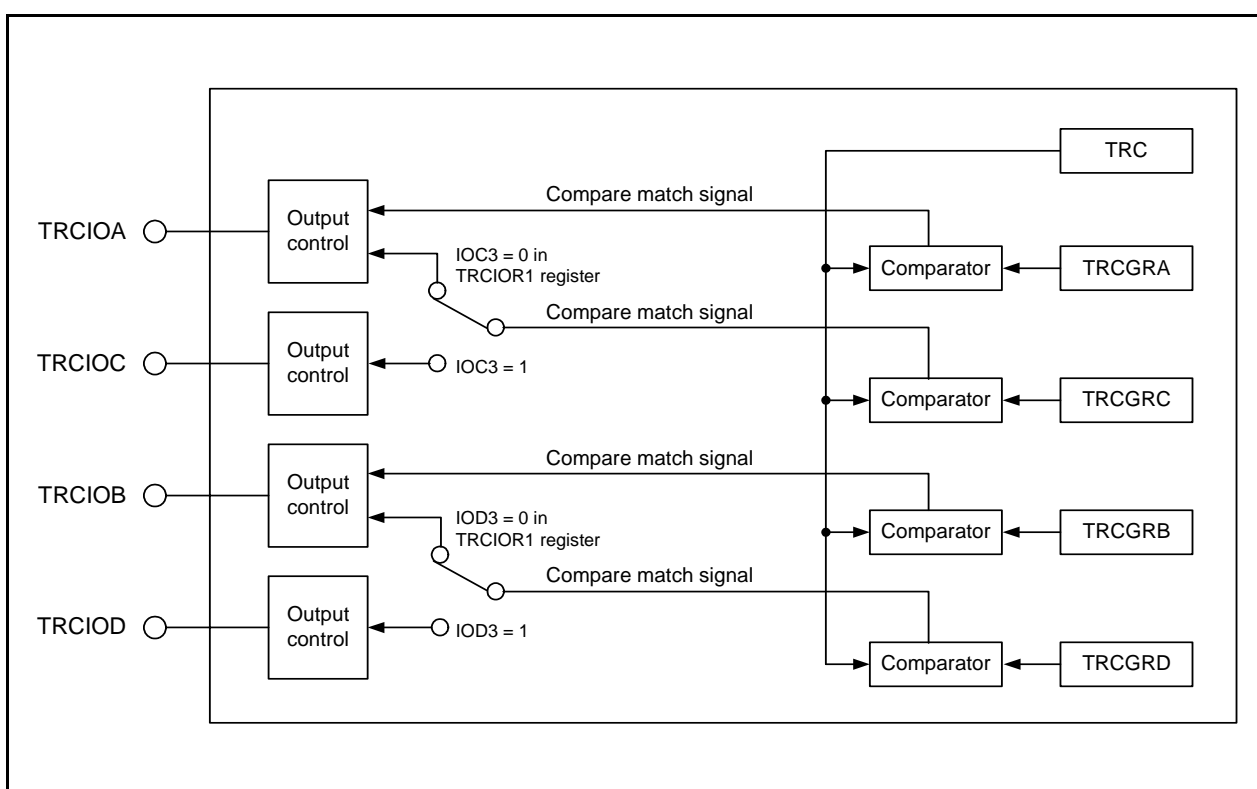 TRC
Compare match signal
TRCIOA
Output
control
IOC3 = 0 in
TRCIOR1 register
Comparator
TRCGRA
Compare match signal
TRCIOC
Output
control
IOC3 = 1
Comparator
TRCGRC
Compare match signal
TRCIOB
Output
control
IOD3 = 0 in
TRCIOR1 register
Comparator
TRCGRB
Compare match signal
TRCIOD
Output
control
IOD3 = 1
Comparator
TRCGRD